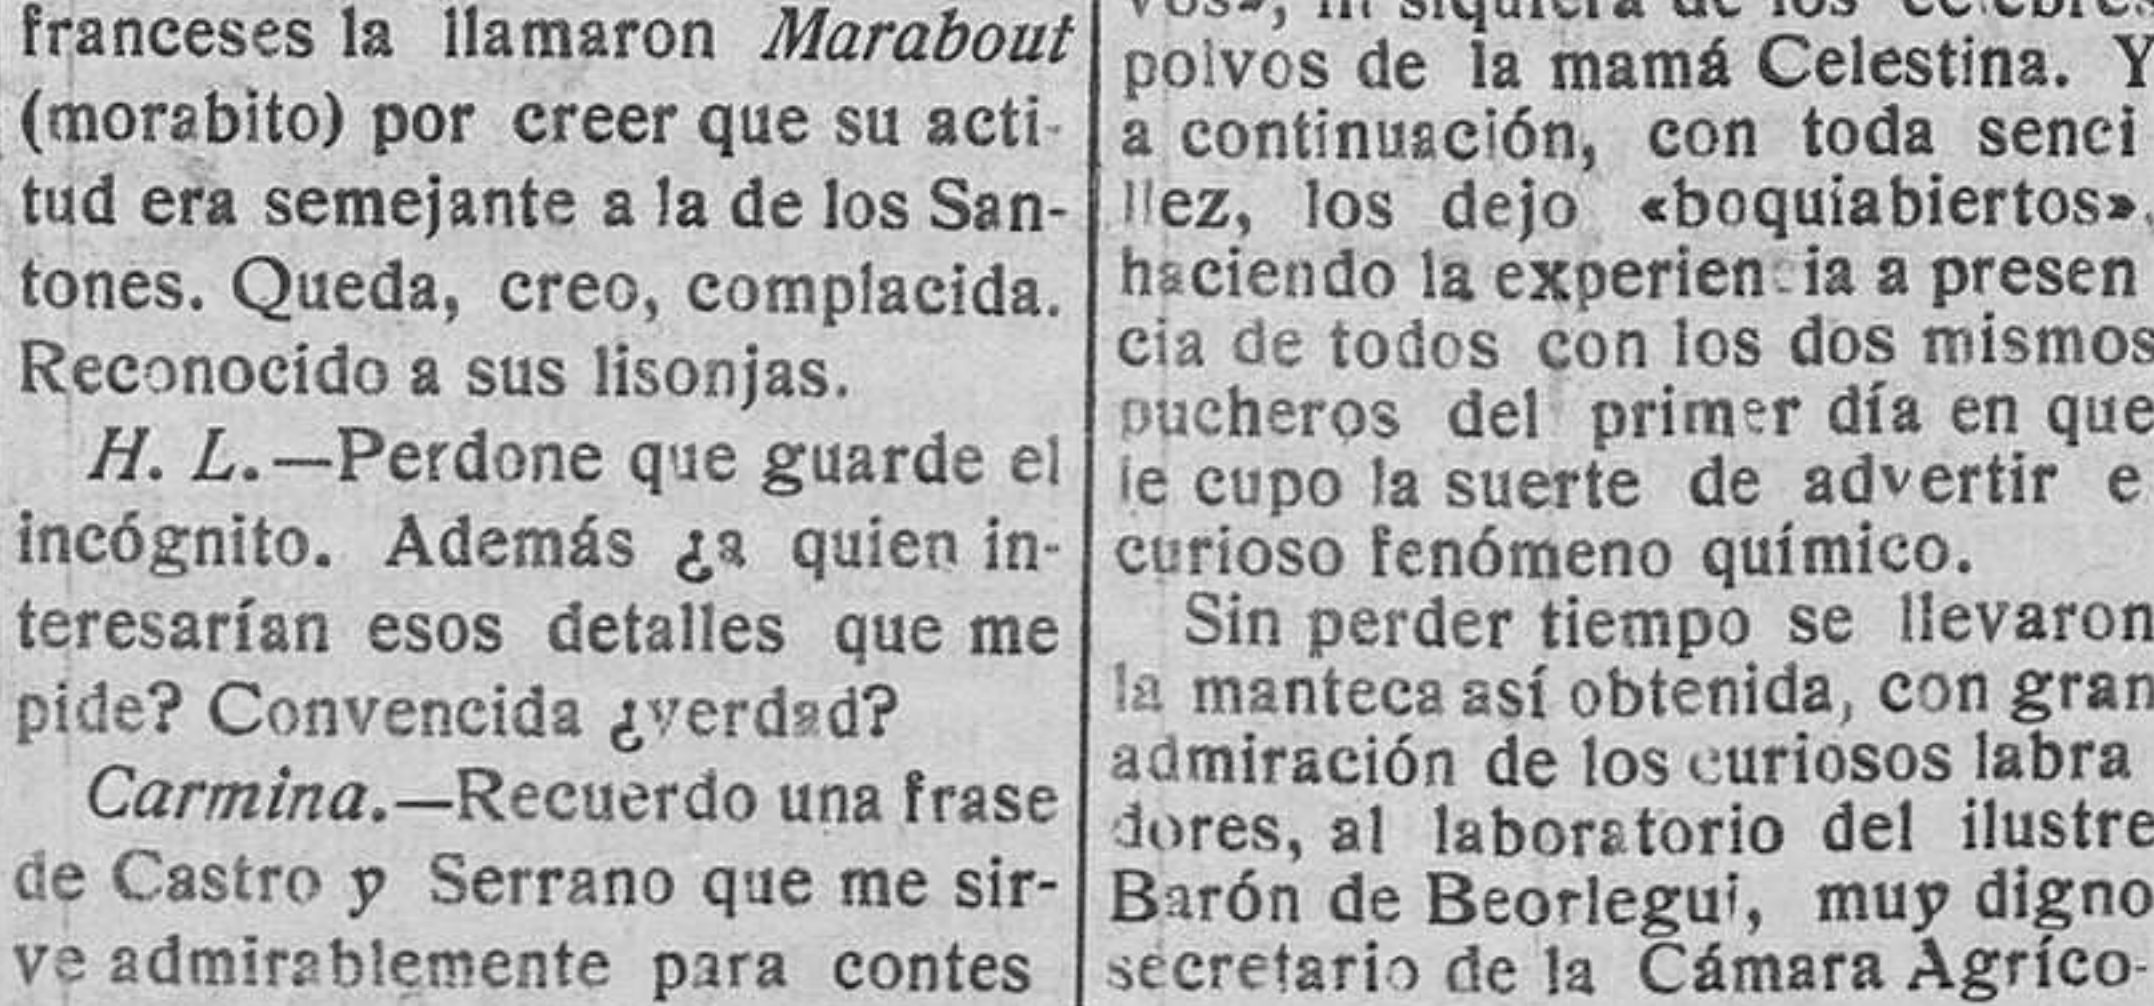 franceses la llamaron Marabout
(morabito) por creer que su acti-
tud era semejante a la de los San-
tones. Queda, creo, complacida.
Reconocido a sus lisonjas.
H. L.—Perdone que guarde el
incógnito. Además ¿a quien in-
teresarían esos detalles que me
pide? Convencida ¿verdad?
Carmina.—Recuerdo una frase
de Castro y Serrano que me sir-
ve admirablemente para contes
vos», ni siquiera de los célebres
polvos de la mamá Celestina. Y
a continuación, con toda senci
llez, los dejo «boquiabiertos»
haciendo la experiencia a presen
cia de todos con los dos mismos
pucheros del primer día en que
le cupo la suerte de advertir e
curioso fenómeno químico.
Sin perder tiempo se llevaron
la manteca así obtenida, con gran
admiración de los curiosos labra
dores, al laboratorio del ilustre
Barón de Beorlegui, muy digno
secretario de la Cámara Agríco-